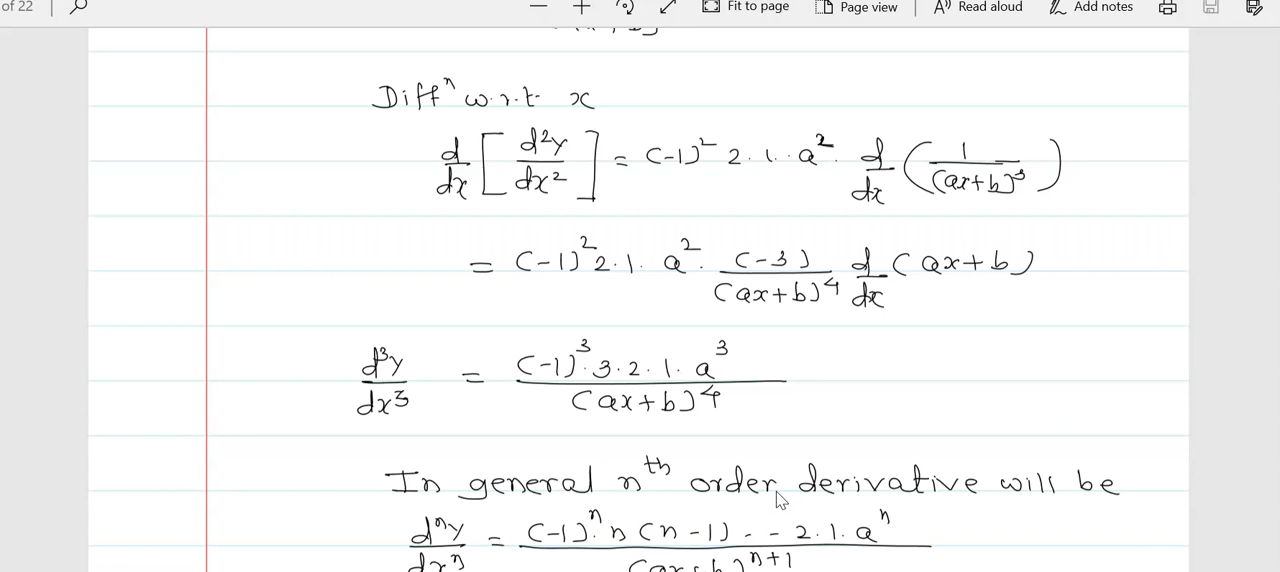 of 22 — + Fit to page Page view Read aloud Add notes
Diffⁿ w.r.t. x
d/dx [d²y/dx²] = (-1)² 2.1. a². d/dx (1/(ax+b)³)
= (-1)² 2.1. a². (-3)/(ax+b)⁴ d/dx (ax+b)
d³y/dx³ = (-1)³. 3.2.1. a³/(ax+b)⁴
In general nᵗʰ order derivative will be
dⁿy/dxⁿ = (-1)ⁿ. n (n-1) - - 2.1. aⁿ/(ax+b)ⁿ⁺¹